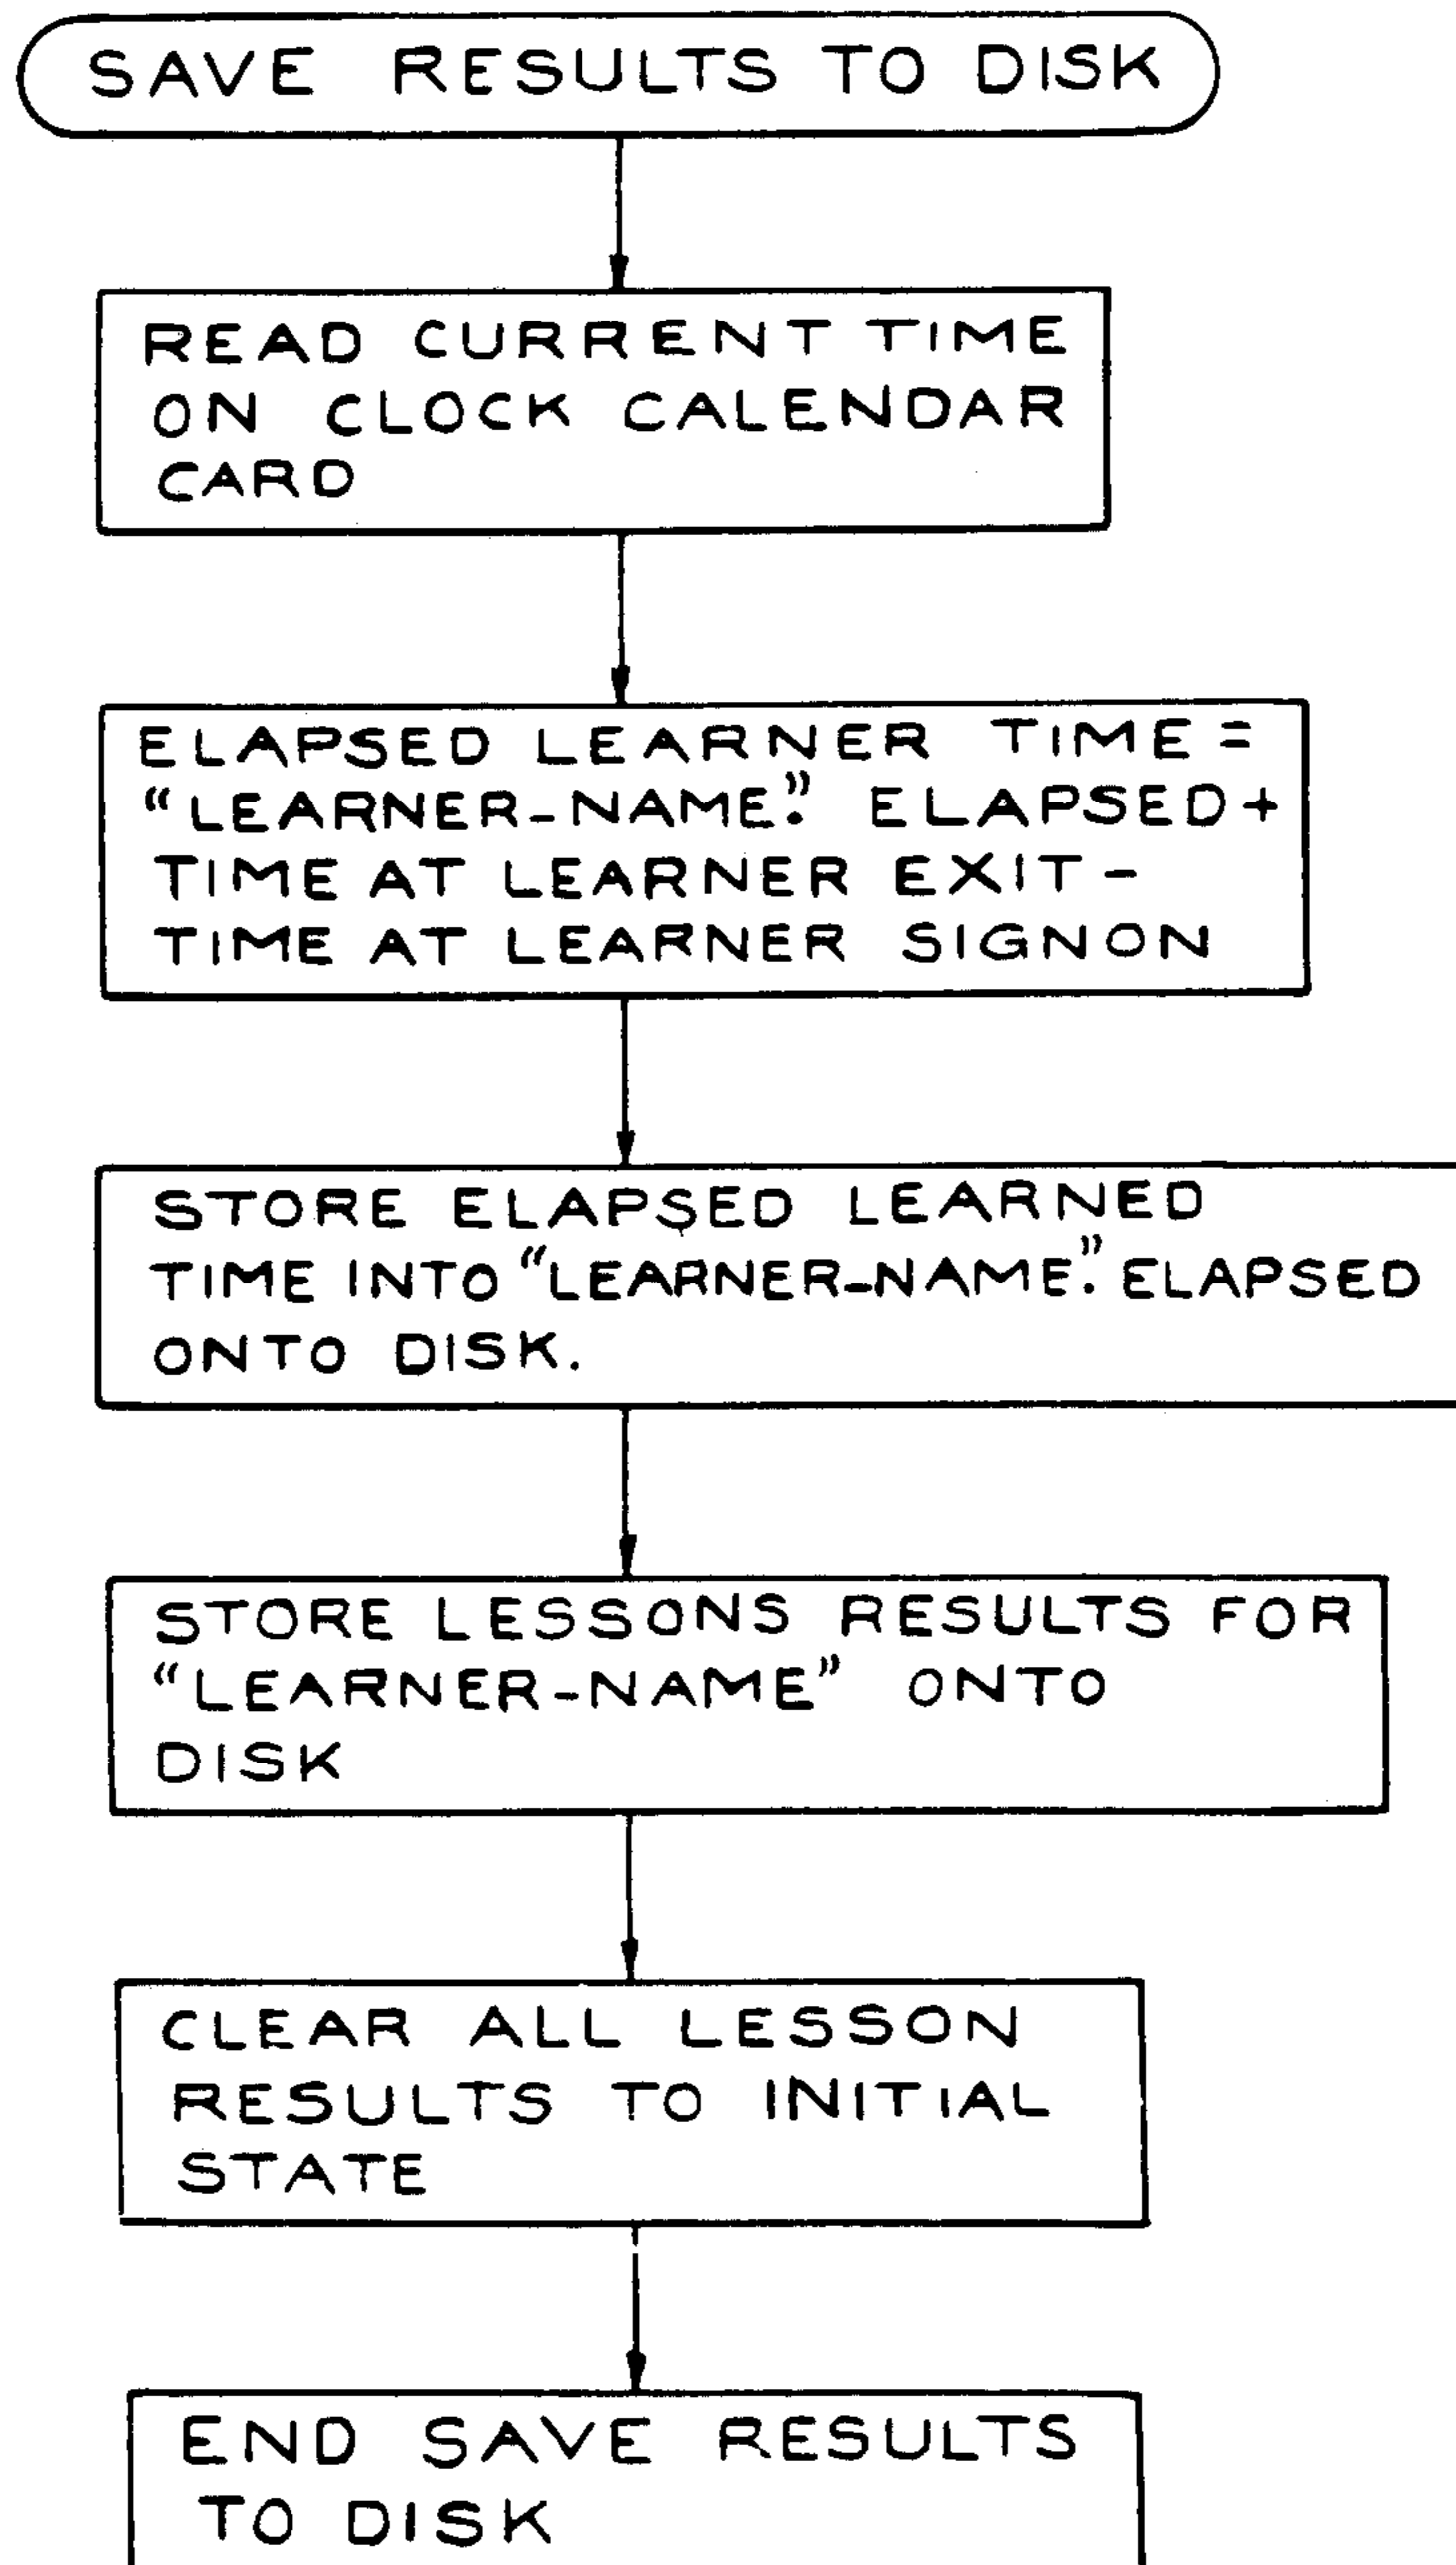 SAVE RESULTS TO DISK
READ CURRENT TIME
ON CLOCK CALENDAR
CARD
ELAPSED LEARNER TIME =
“LEARNER-NAME.” ELAPSED +
TIME AT LEARNER EXIT -
TIME AT LEARNER SIGNON
STORE ELAPSED LEARNED
TIME INTO “LEARNER-NAME.” ELAPSED
ONTO DISK.
STORE LESSONS RESULTS FOR
“LEARNER-NAME” ONTO
DISK
CLEAR ALL LESSON
RESULTS TO INITIAL
STATE
END SAVE RESULTS
TO DISK